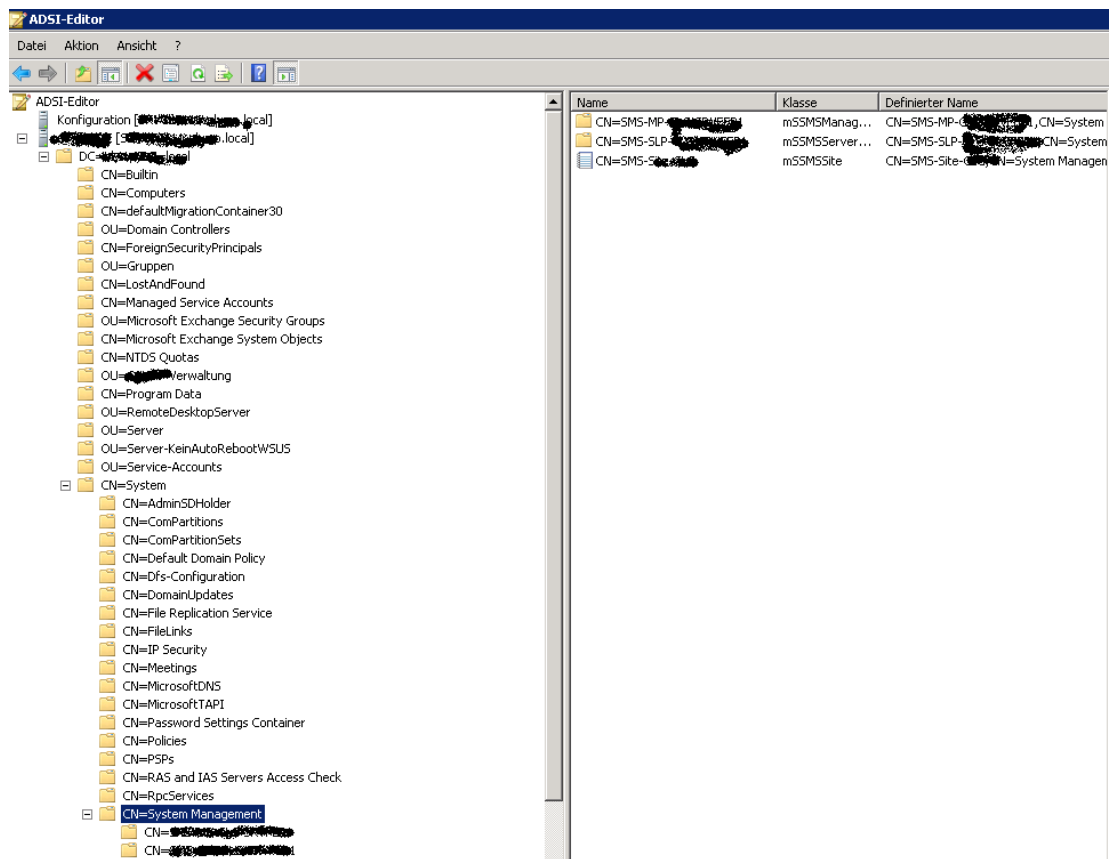 ADSI-Editor
Datei Aktion Ansicht ?
ADSI-Editor
Konfiguration [ local]
[S .local]
DC= local
CN=Builtin
CN=Computers
CN=defaultMigrationContainer30
OU=Domain Controllers
CN=ForeignSecurityPrincipals
OU=Gruppen
CN=LostAndFound
CN=Managed Service Accounts
OU=Microsoft Exchange Security Groups
CN=Microsoft Exchange System Objects
CN=NTDS Quotas
OU= Verwaltung
CN=Program Data
OU=RemoteDesktopServer
OU=Server
OU=Server-KeinAutoRebootWSUS
OU=Service-Accounts
CN=System
CN=AdminSDHolder
CN=ComPartitions
CN=ComPartitionSets
CN=Default Domain Policy
CN=Dfs-Configuration
CN=DomainUpdates
CN=File Replication Service
CN=FileLinks
CN=IP Security
CN=Meetings
CN=MicrosoftDNS
CN=MicrosoftTAPI
CN=Password Settings Container
CN=Policies
CN=PSPs
CN=RAS and IAS Servers Access Check
CN=RpcServices
CN=System Management
CN=
CN=
Name Klasse Definierter Name
CN=SMS-MP- mSSMSManag... CN=SMS-MP- 1,CN=System
CN=SMS-SLP- mSSMSServer... CN=SMS-SLP- CN=System
CN=SMS-S mSSMSSite CN=SMS-Site- N=System Managen